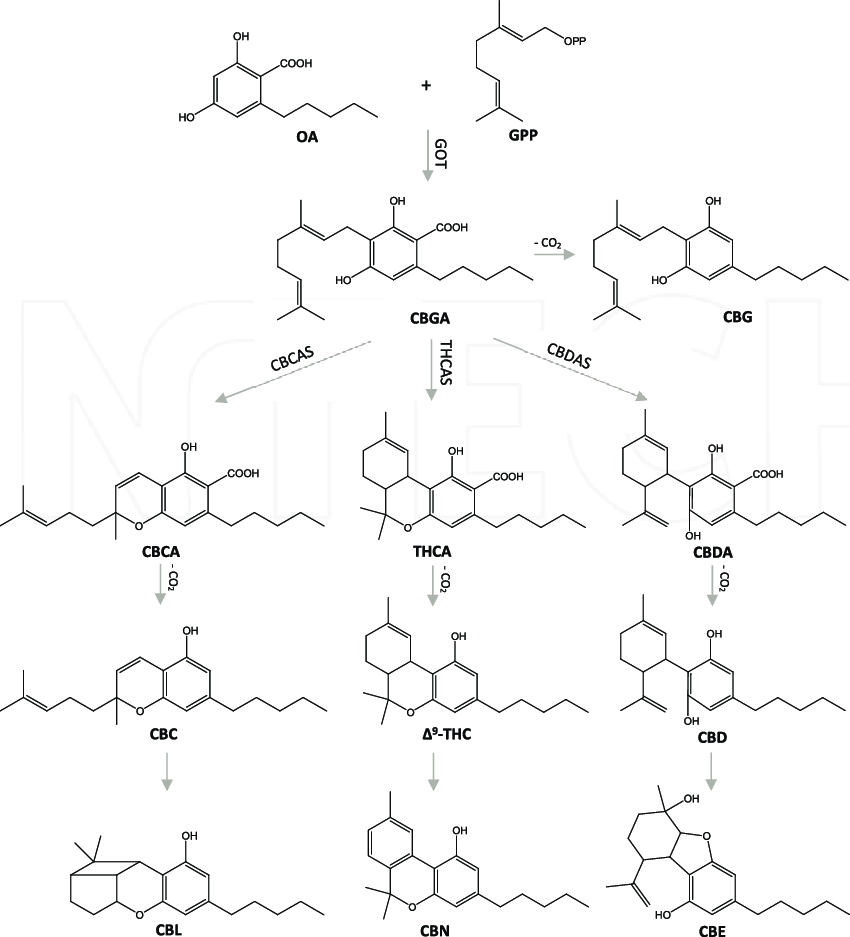 OH
COOH
HO
OA
+
OPP
GPP
GOT
OH
COOH
HO
CBGA
- CO₂
OH
HO
CBG
CBCAS
THCAS
CBDAS
OH
COOH
O
CBCA
OH
COOH
O
THCA
OH
COOH
OH
CBDA
- CO₂
- CO₂
- CO₂
OH
O
CBC
OH
O
Δ⁹-THC
OH
OH
CBD
OH
O
CBL
OH
O
CBN
OH
O
HO
CBE